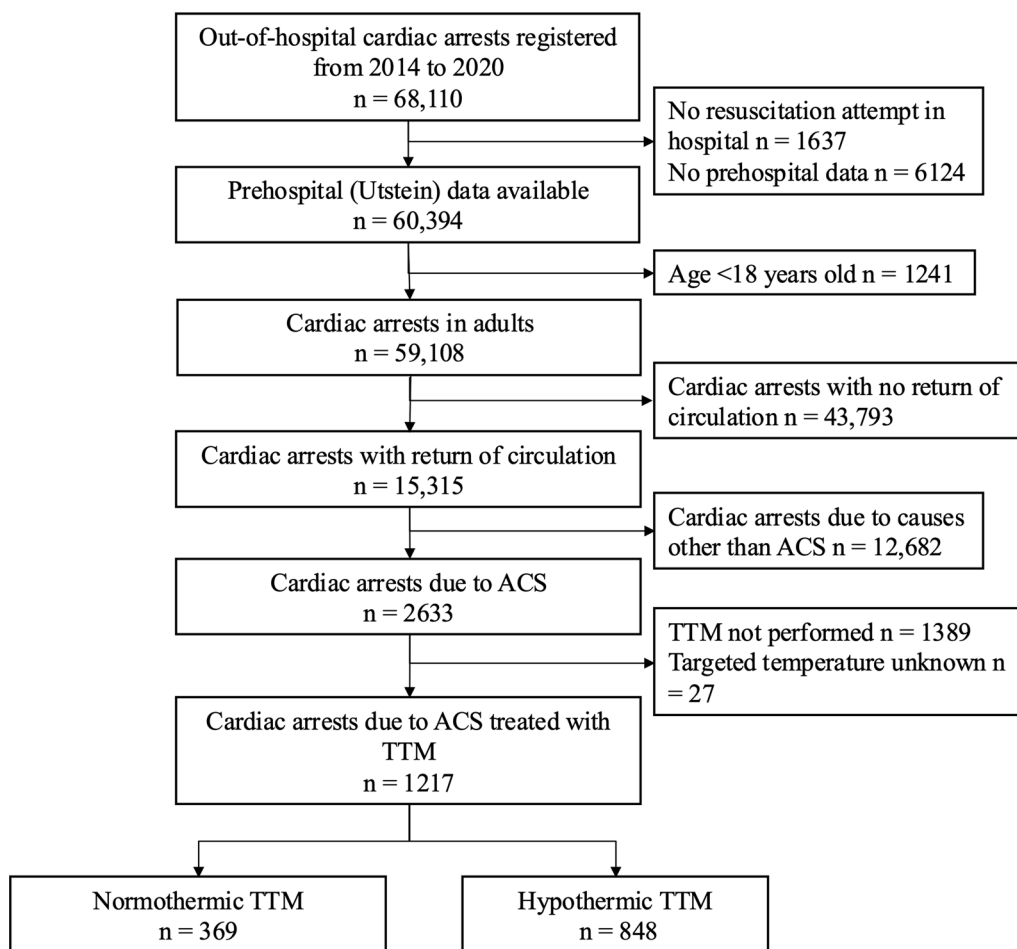 Out-of-hospital cardiac arrests registered
from 2014 to 2020
n = 68,110
No resuscitation attempt in
hospital n = 1637
No prehospital data n = 6124
Prehospital (Utstein) data available
n = 60,394
Age <18 years old n = 1241
Cardiac arrests in adults
n = 59,108
Cardiac arrests with no return of
circulation n = 43,793
Cardiac arrests with return of circulation
n = 15,315
Cardiac arrests due to causes
other than ACS n = 12,682
Cardiac arrests due to ACS
n = 2633
TTM not performed n = 1389
Targeted temperature unknown n
= 27
Cardiac arrests due to ACS treated with
TTM
n = 1217
Normothermic TTM
n = 369
Hypothermic TTM
n = 848